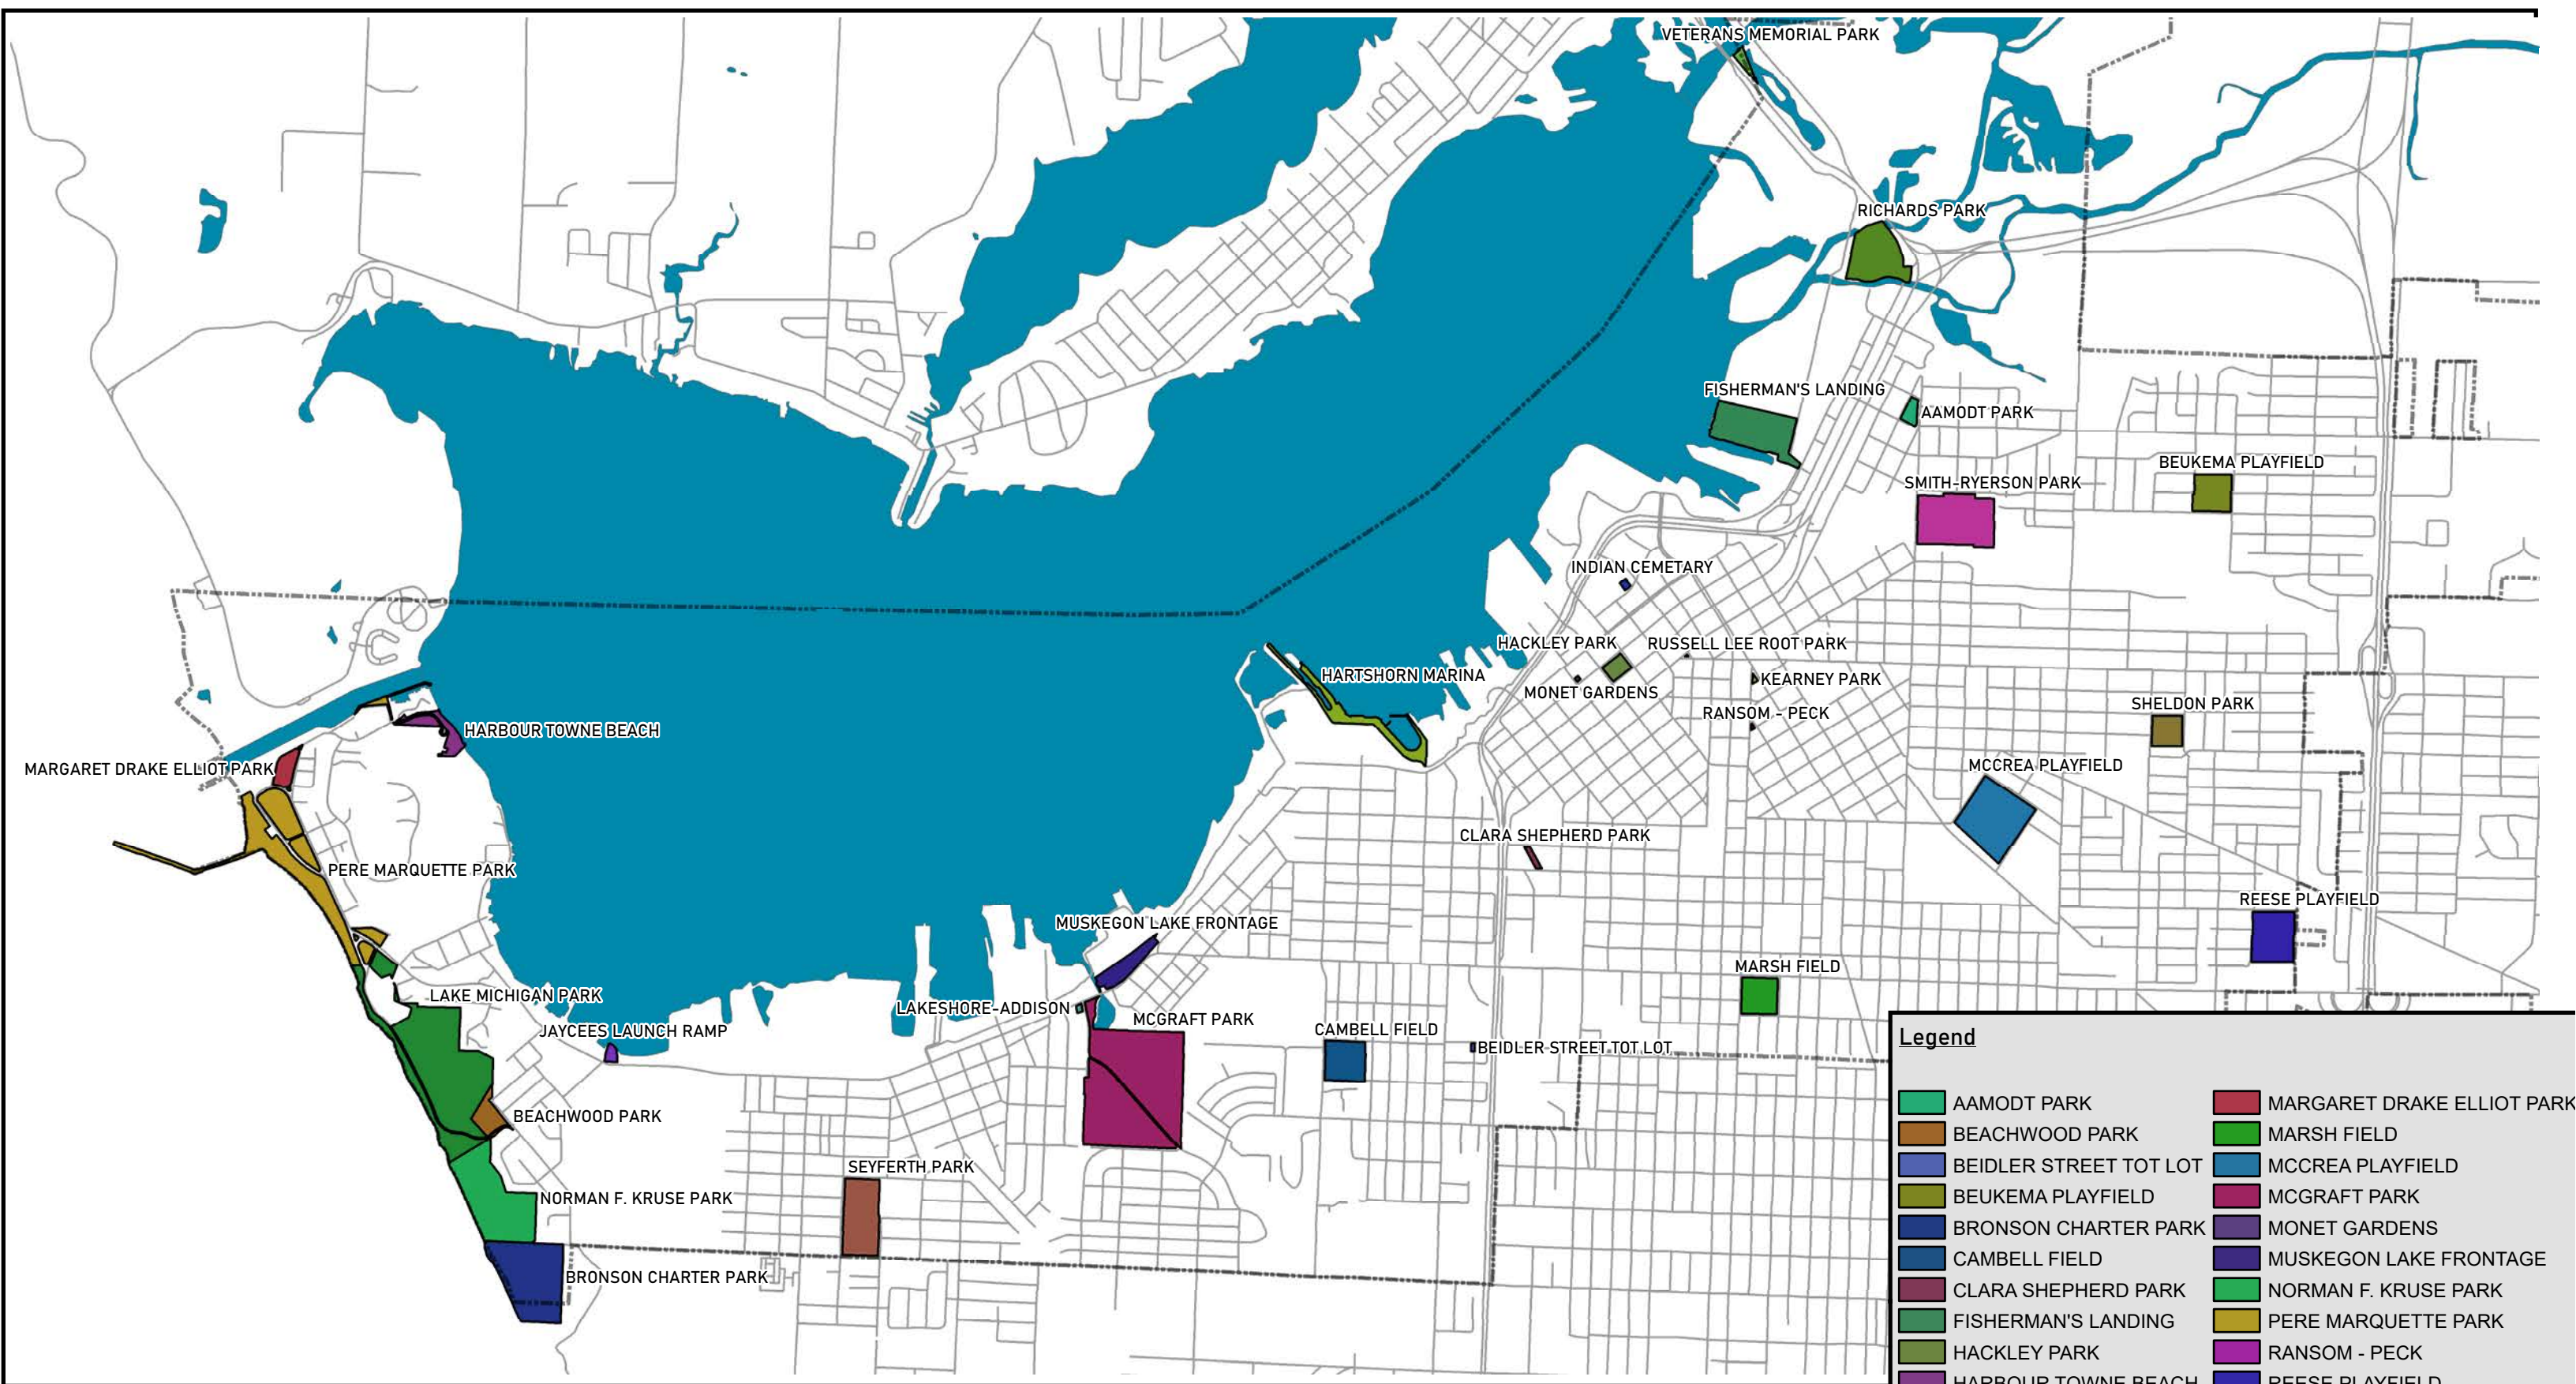 VETERANS MEMORIAL PARK
RICHARDS PARK
FISHERMAN'S LANDING
AAMODT PARK
BEUKEMA PLAYFIELD
SMITH-RYERSON PARK
INDIAN CEMETARY
HACKLEY PARK
RUSSELL LEE ROOT PARK
HARTSHORN MARINA
KEARNEY PARK
MONET GARDENS
SHELDON PARK
RANSOM - PECK
HARBOUR TOWNE BEACH
MARGARET DRAKE ELLIOT PARK
MCCREA PLAYFIELD
CLARA SHEPHERD PARK
PERE MARQUETTE PARK
REESE PLAYFIELD
MUSKEGON LAKE FRONTAGE
MARSH FIELD
LAKE MICHIGAN PARK
LAKESHORE-ADDISON
MCGRAFT PARK
JAYCEES LAUNCH RAMP
CAMBELL FIELD
BEIDLER STREET TOT LOT
BEACHWOOD PARK
SEYFERTH PARK
NORMAN F. KRUSE PARK
BRONSON CHARTER PARK
Legend
AAMODT PARK
BEACHWOOD PARK
BEIDLER STREET TOT LOT
BEUKEMA PLAYFIELD
BRONSON CHARTER PARK
CAMBELL FIELD
CLARA SHEPHERD PARK
FISHERMAN'S LANDING
HACKLEY PARK
HARBOUR TOWNE BEACH
MARGARET DRAKE ELLIOT PARK
MARSH FIELD
MCCREA PLAYFIELD
MCGRAFT PARK
MONET GARDENS
MUSKEGON LAKE FRONTAGE
NORMAN F. KRUSE PARK
PERE MARQUETTE PARK
RANSOM - PECK
REESE PLAYFIELD